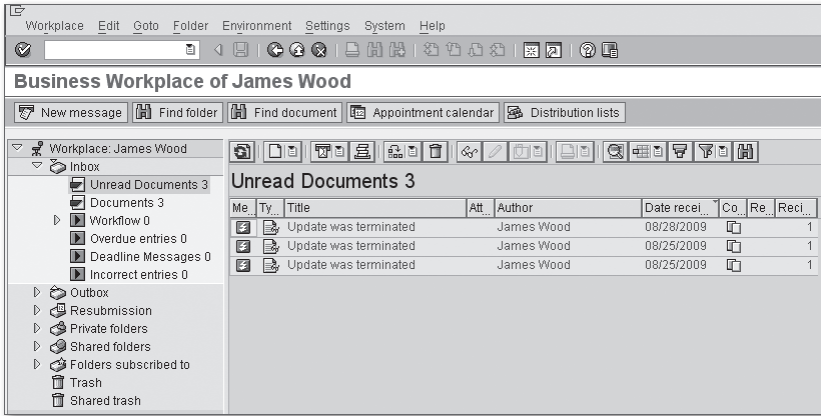 Workplace Edit Goto Folder Environment Settings System Help
Business Workplace of James Wood
New message Find folder Find document Appointment calendar Distribution lists
Workplace: James Wood
Inbox
Unread Documents 3
Documents 3
Workflow 0
Overdue entries 0
Deadline Messages 0
Incorrect entries 0
Outbox
Resubmission
Private folders
Shared folders
Folders subscribed to
Trash
Shared trash
Unread Documents 3
Me... Ty... Title Att... Author Date recei... Co... Re... Reci...
Update was terminated James Wood 08/28/2009 1
Update was terminated James Wood 08/25/2009 1
Update was terminated James Wood 08/25/2009 1